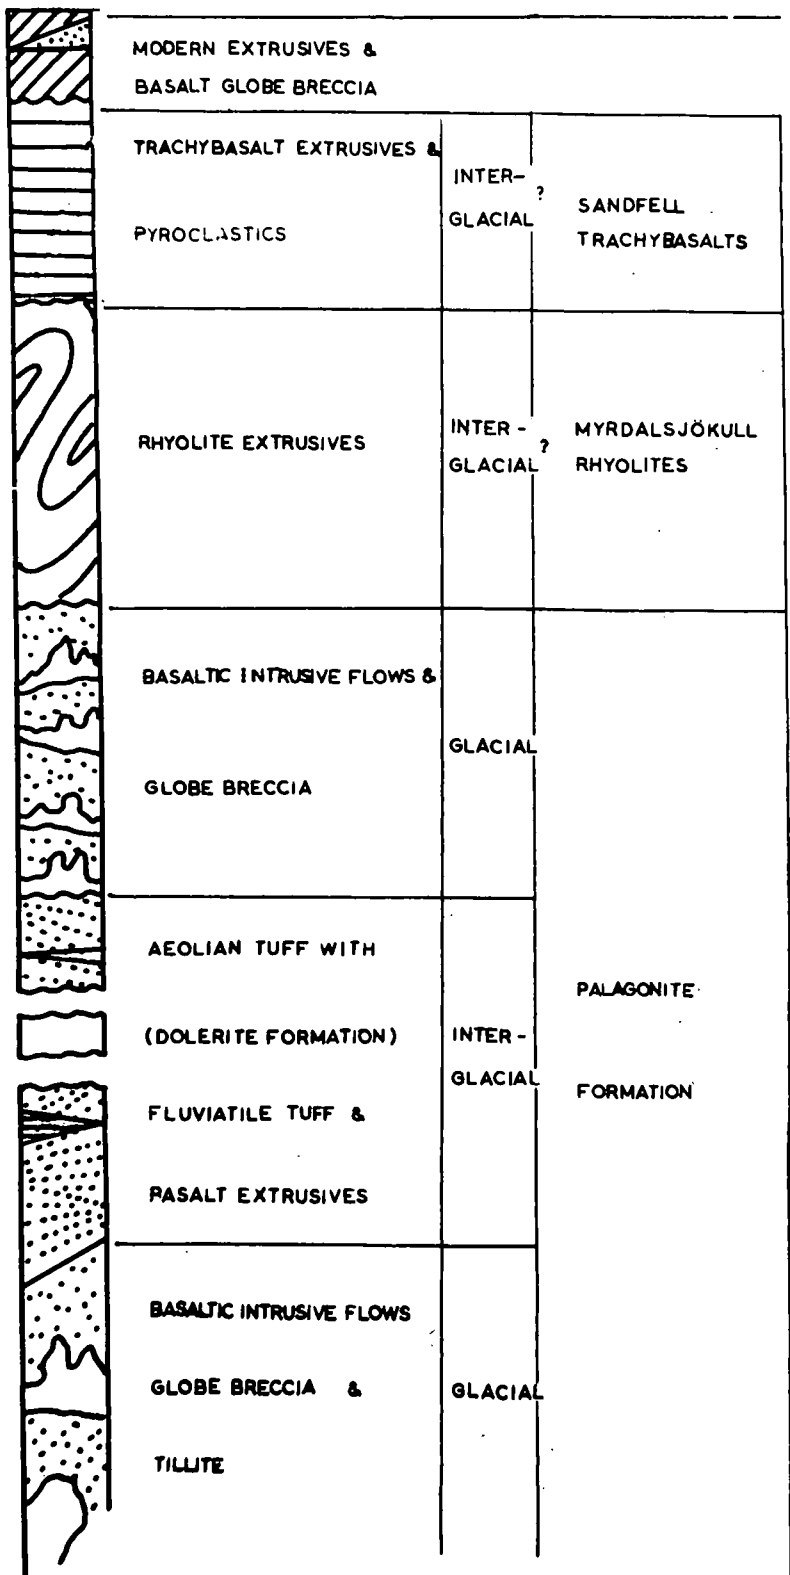 MODERN EXTRUSIVES &
BASALT GLOBE BRECCIA
TRACHYBASALT EXTRUSIVES &
PYROCLASTICS
INTER-
GLACIAL
?
SANDFELL
TRACHYBASALTS
RHYOLITE EXTRUSIVES
INTER -
GLACIAL
?
MYRDALSJÖKULL
RHYOLITES
BASALTIC INTRUSIVE FLOWS &
GLOBE BRECCIA
GLACIAL
AEOLIAN TUFF WITH
(DOLERITE FORMATION)
FLUVIATILE TUFF &
BASALT EXTRUSIVES
INTER -
GLACIAL
PALAGONITE
FORMATION
BASALTIC INTRUSIVE FLOWS
GLOBE BRECCIA &
TILLITE
GLACIAL